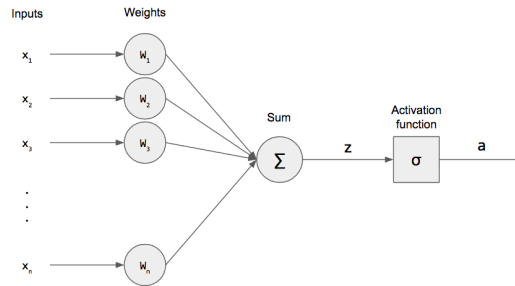 Inputs Weights
x₁ W₁
x₂ W₂
Sum
Activation
function
x₃ W₃
Σ z σ a
.
.
.
xₙ Wₙ